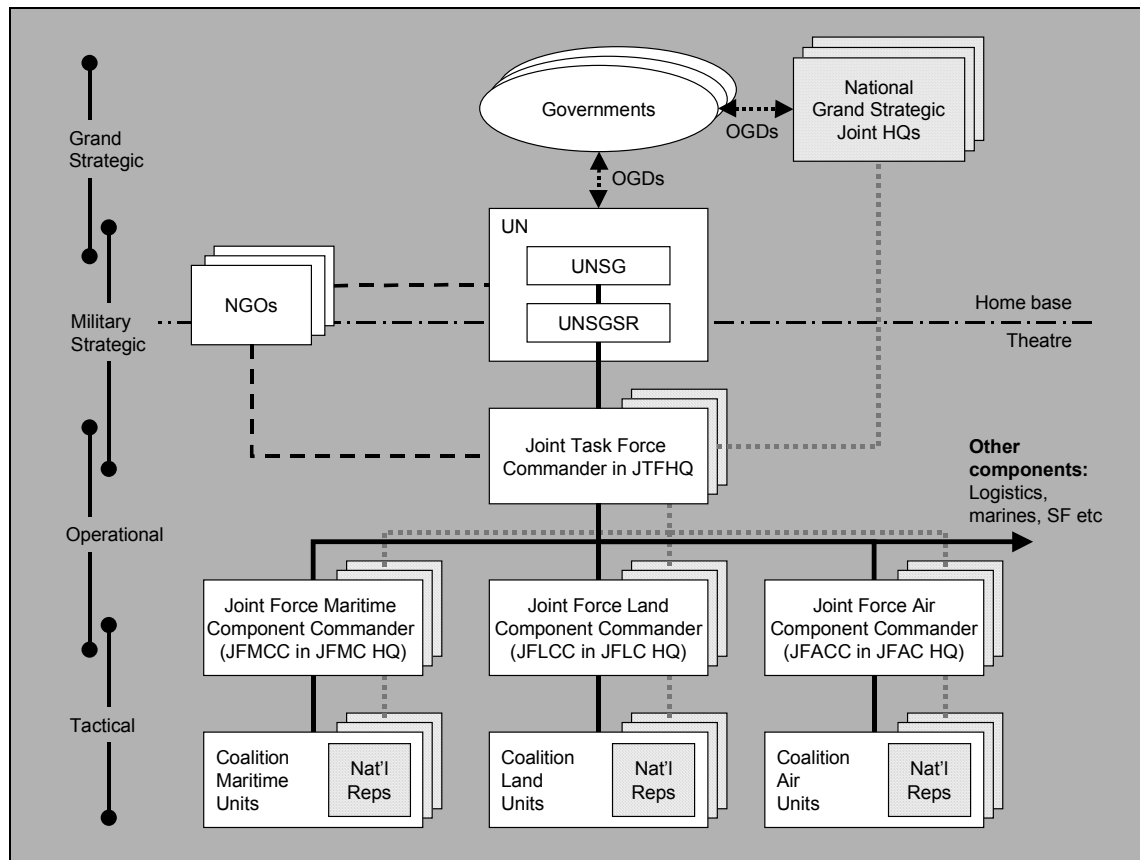 Grand
Strategic
Military
Strategic
Operational
Tactical
Governments
OGDs
National
Grand Strategic
Joint HQs
OGDs
UN
UNSG
UNSGSR
NGOs
Home base
Theatre
Joint Task Force
Commander in JTFHQ
Other
components:
Logistics,
marines, SF etc
Joint Force Maritime
Component Commander
(JFMCC in JFMC HQ)
Joint Force Land
Component Commander
(JFLCC in JFLC HQ)
Joint Force Air
Component Commander
(JFACC in JFAC HQ)
Coalition
Maritime
Units
Nat'l
Reps
Coalition
Land
Units
Nat'l
Reps
Coalition
Air
Units
Nat'l
Reps